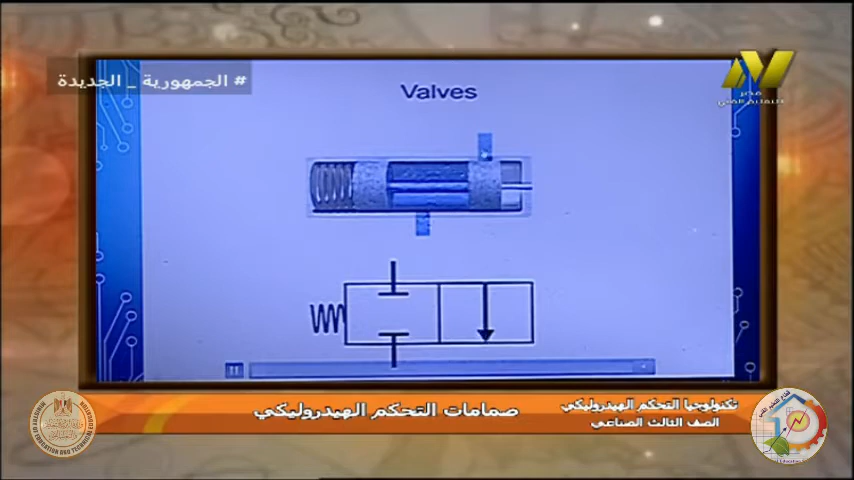 # الجمهورية _ الجديدة
Valves
مصر
التعليم الفني
تكنولوجيا التحكم الهيدروليكي
الصف الثالث الصناعي
صمامات التحكم الهيدروليكي